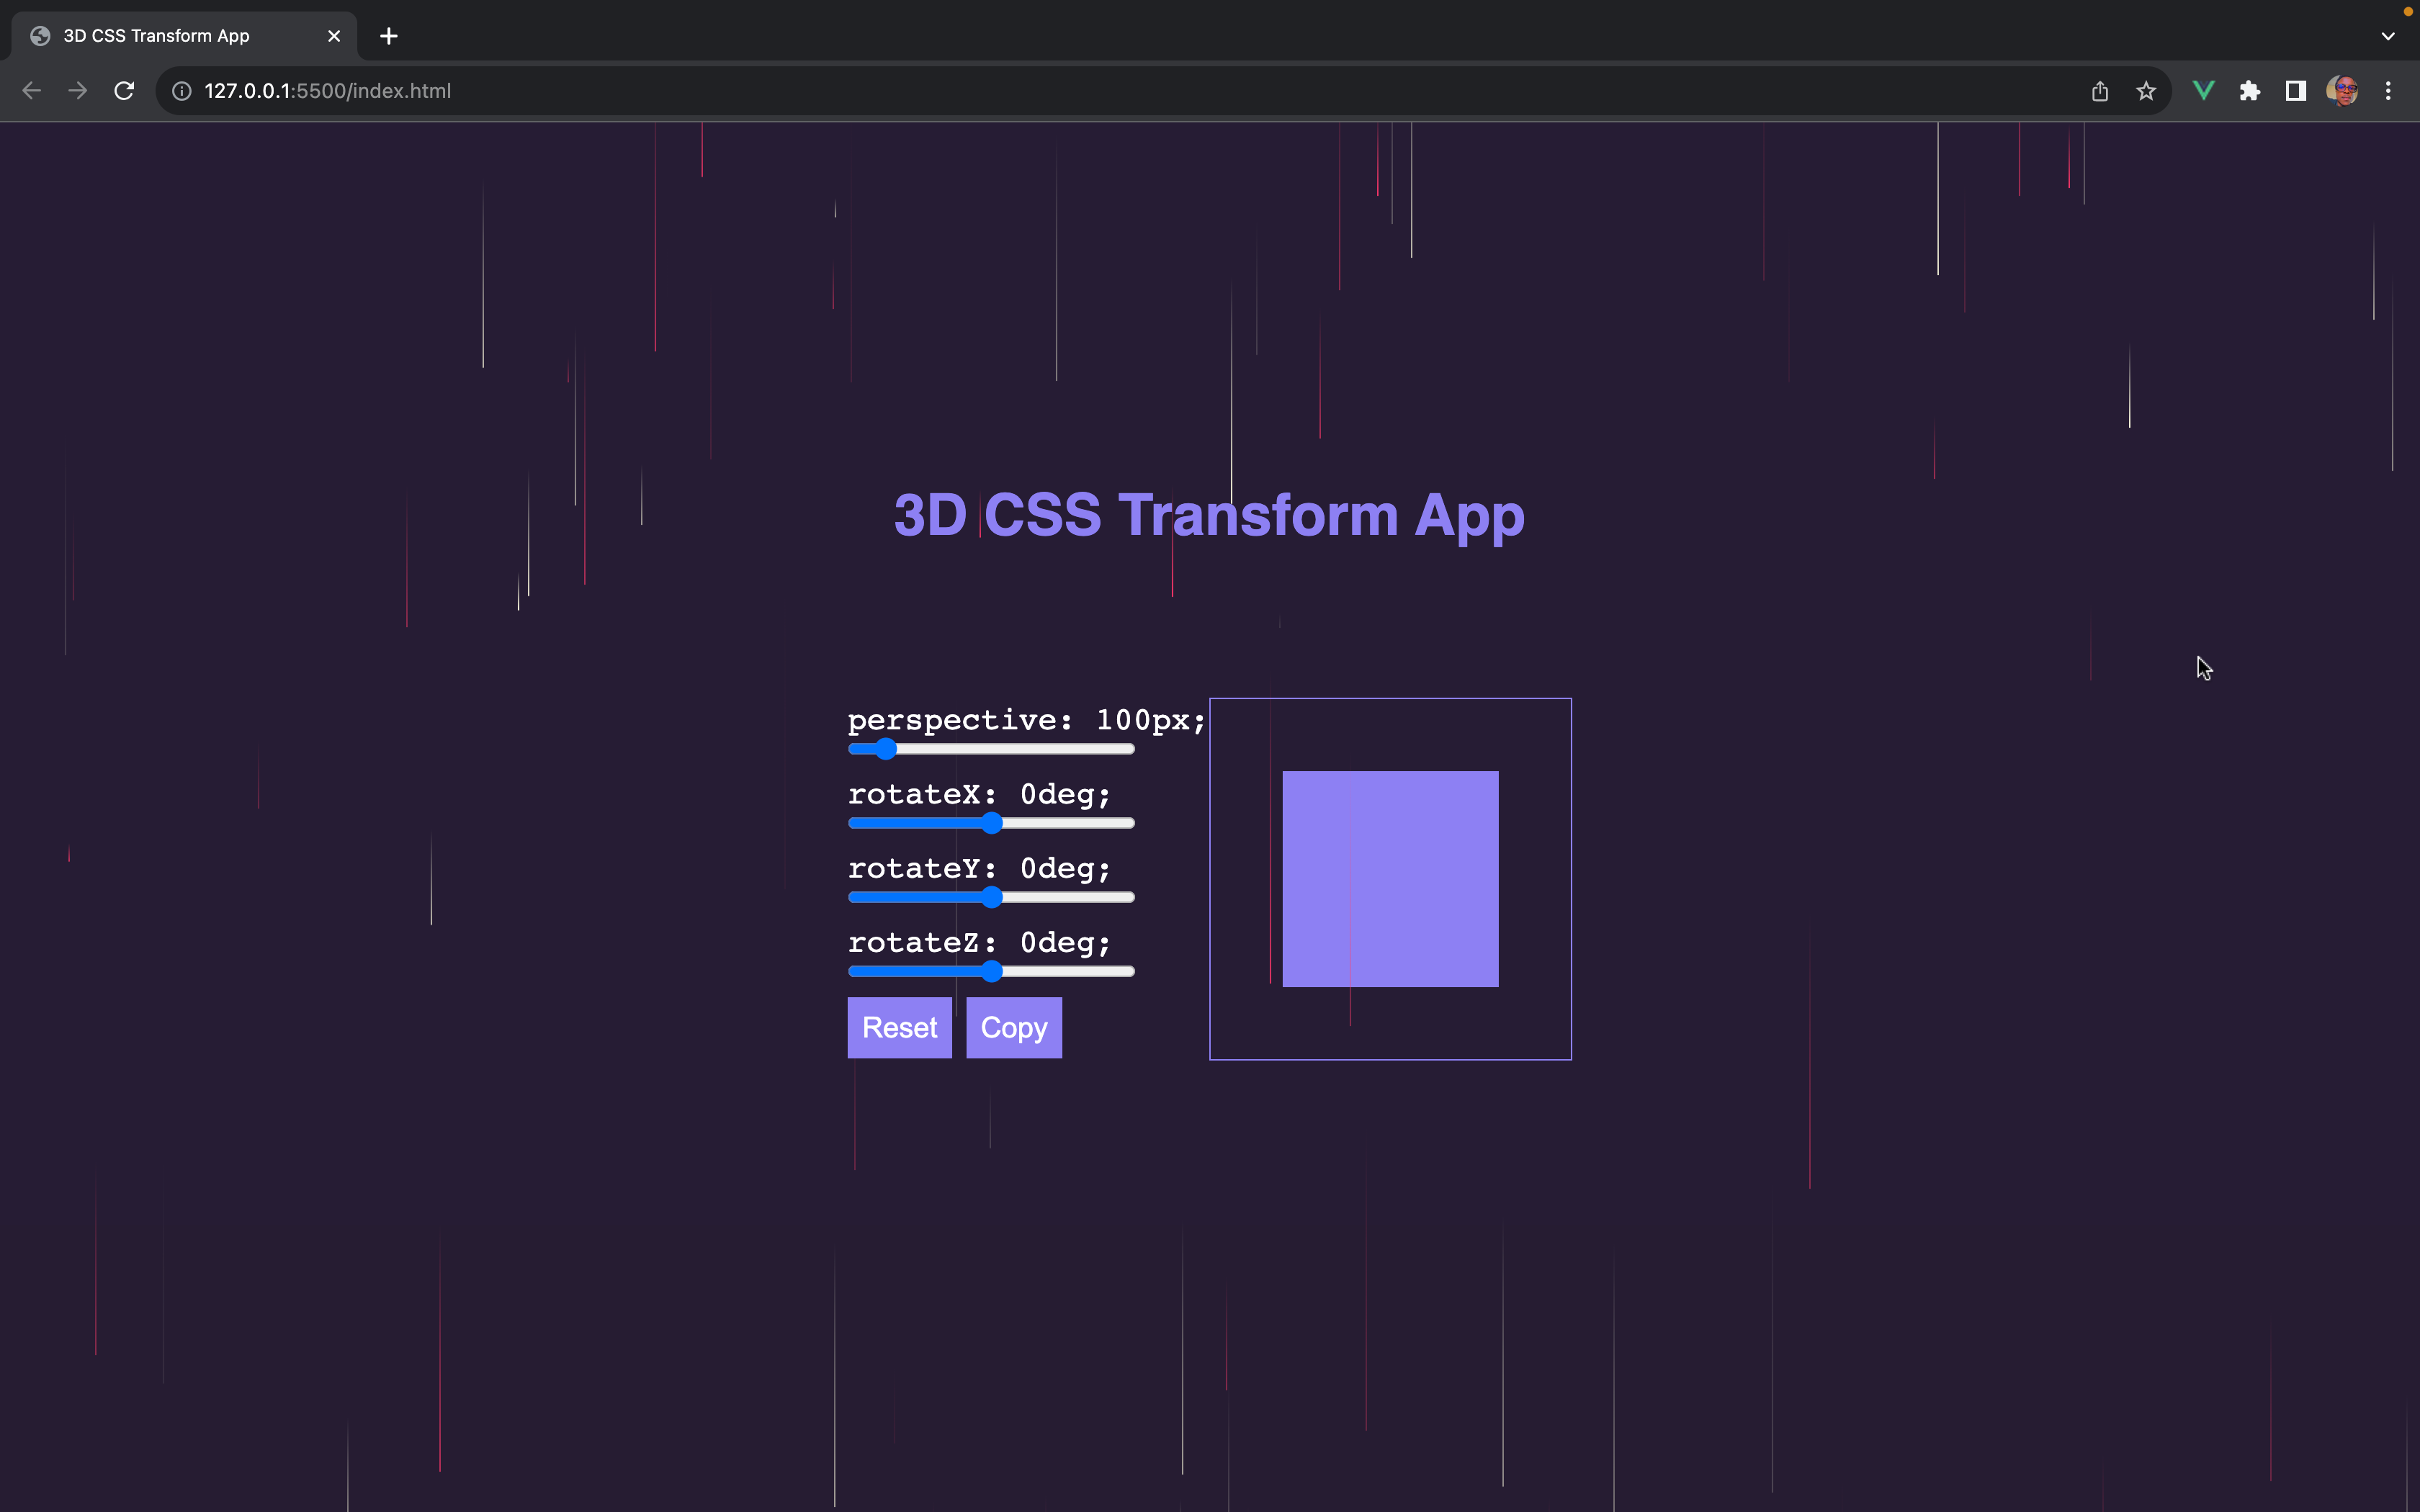 3D CSS Transform App
127.0.0.1:5500/index.html
3D CSS Transform App
perspective: 100px;
rotateX: 0deg;
rotateY: 0deg;
rotateZ: 0deg;
Reset Copy